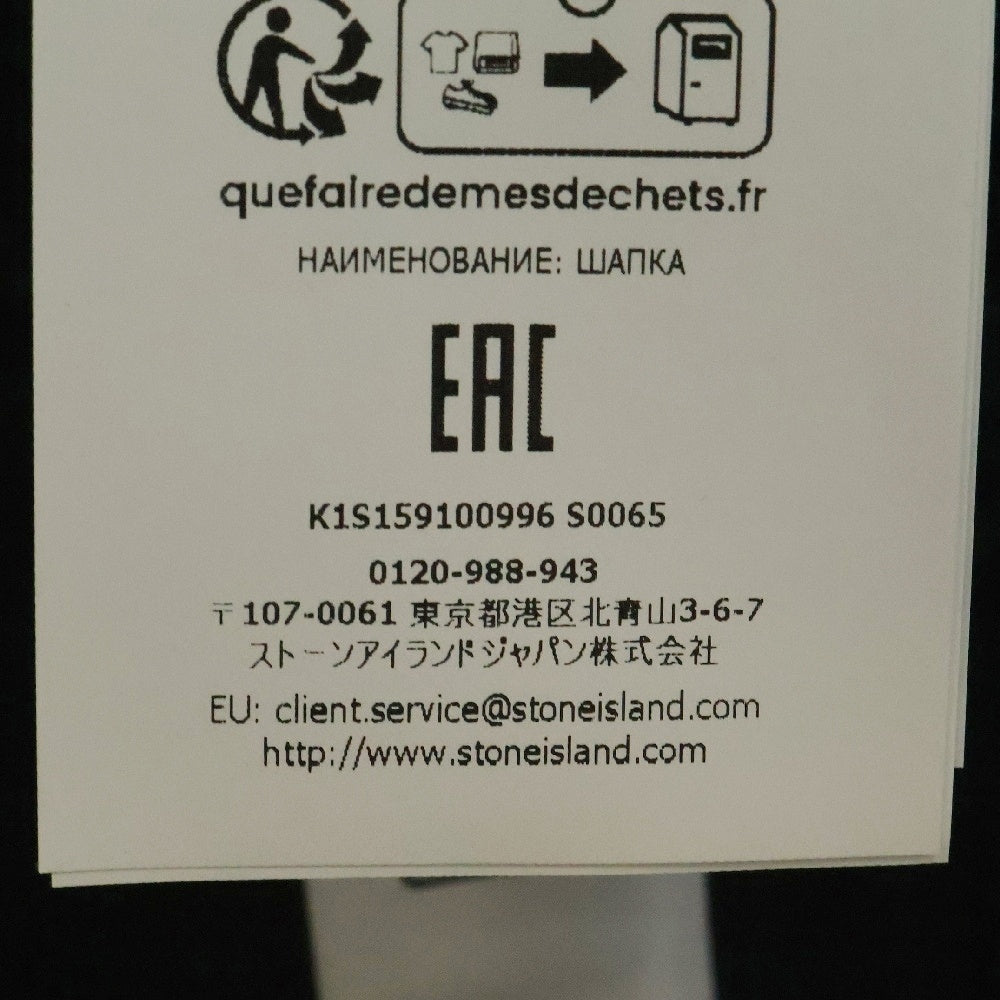 quefairedemesdechets.fr
НАИМЕНОВАНИЕ: ШАПКА
EAC
K1S159100996 S0065
0120-988-943
〒107-0061 東京都港区北青山3-6-7
ストーンアイランドジャパン株式会社
EU: client.service@stoneisland.com
http://www.stoneisland.com